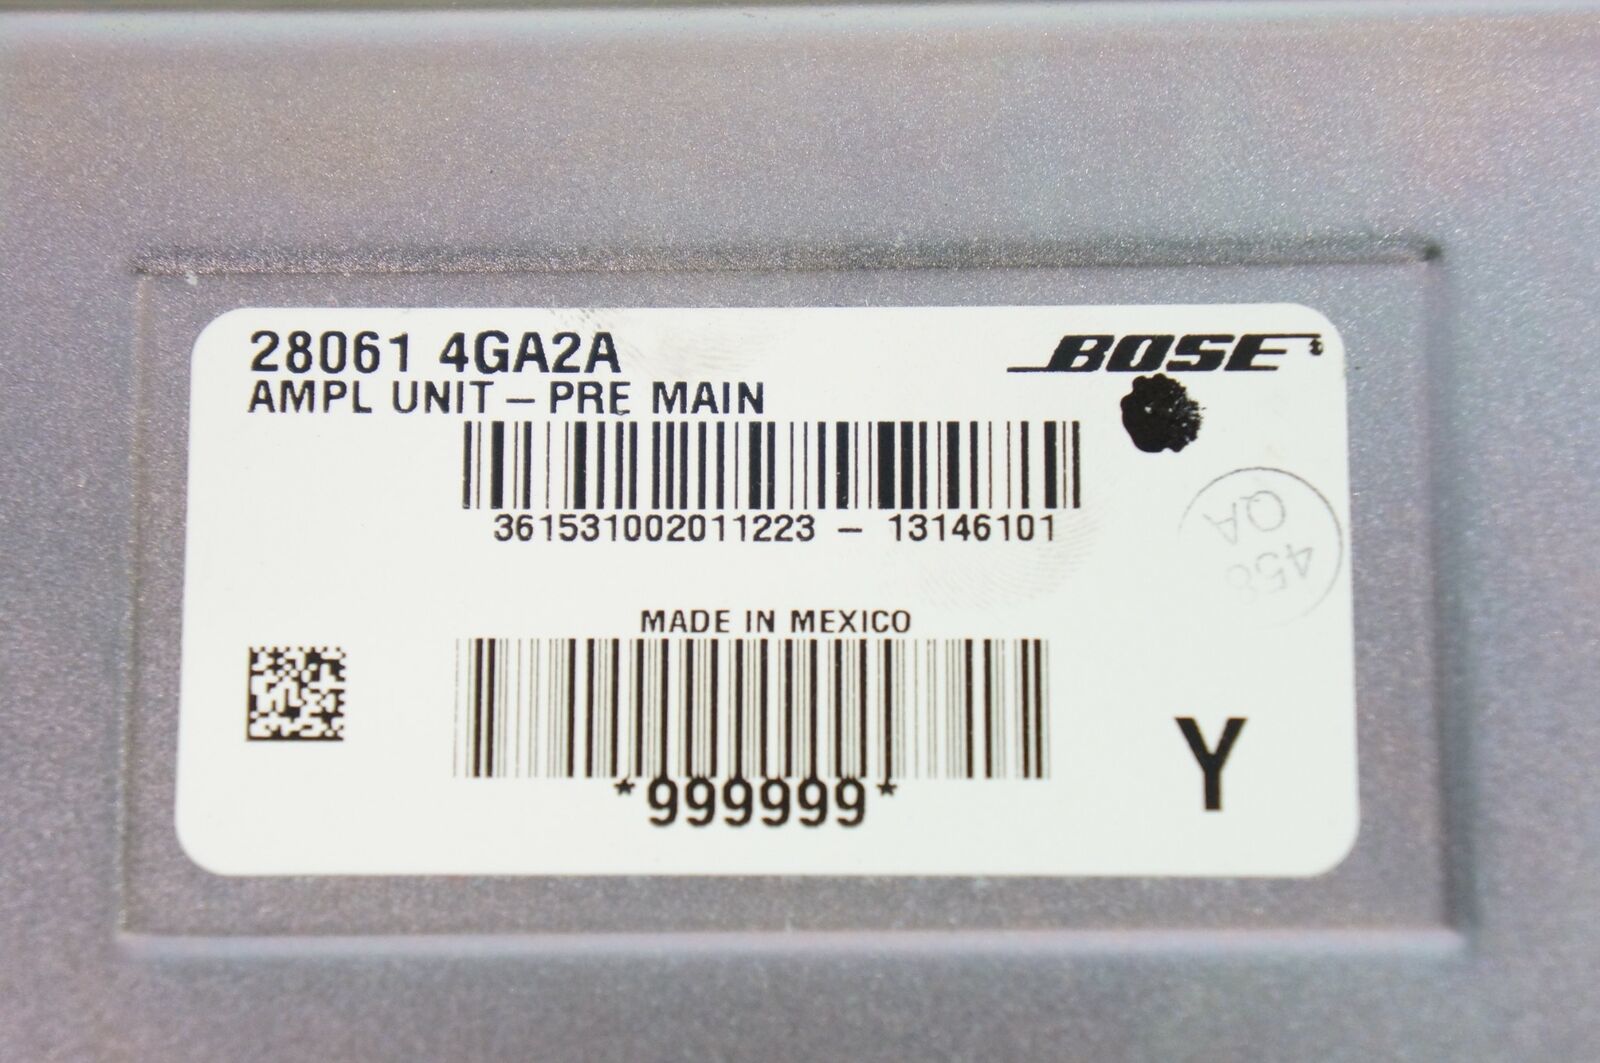 28061 4GA2A
BOSE
AMPL UNIT – PRE MAIN
361531002011223 – 13146101
458
QA
MADE IN MEXICO
*999999*
Y